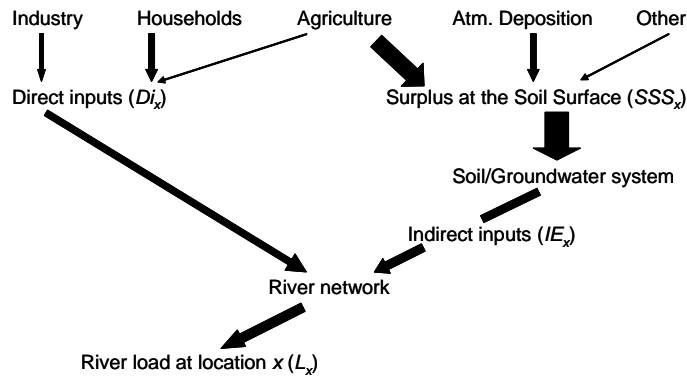 Industry Households Agriculture Atm. Deposition Other
Direct inputs (Diₓ) Surplus at the Soil Surface (SSSₓ)
Soil/Groundwater system
Indirect inputs (IEₓ)
River network
River load at location x (Lₓ)